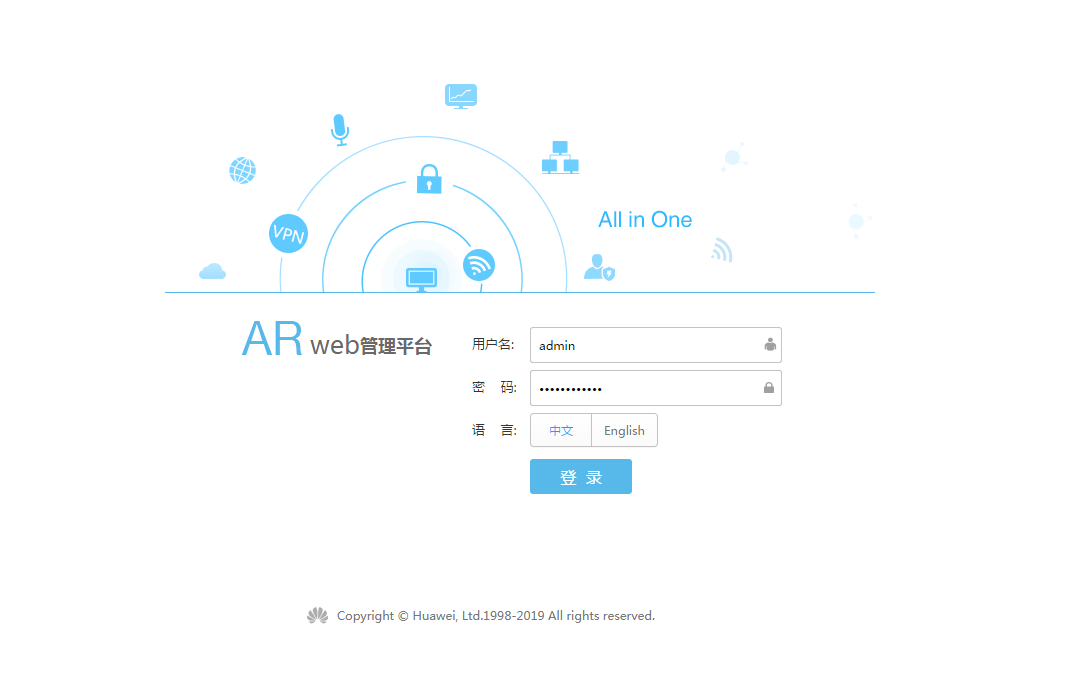 VPN
All in One
AR web管理平台
用户名: admin
密 码: ••••••••••••
语 言: 中文 English
登 录
Copyright © Huawei, Ltd.1998-2019 All rights reserved.